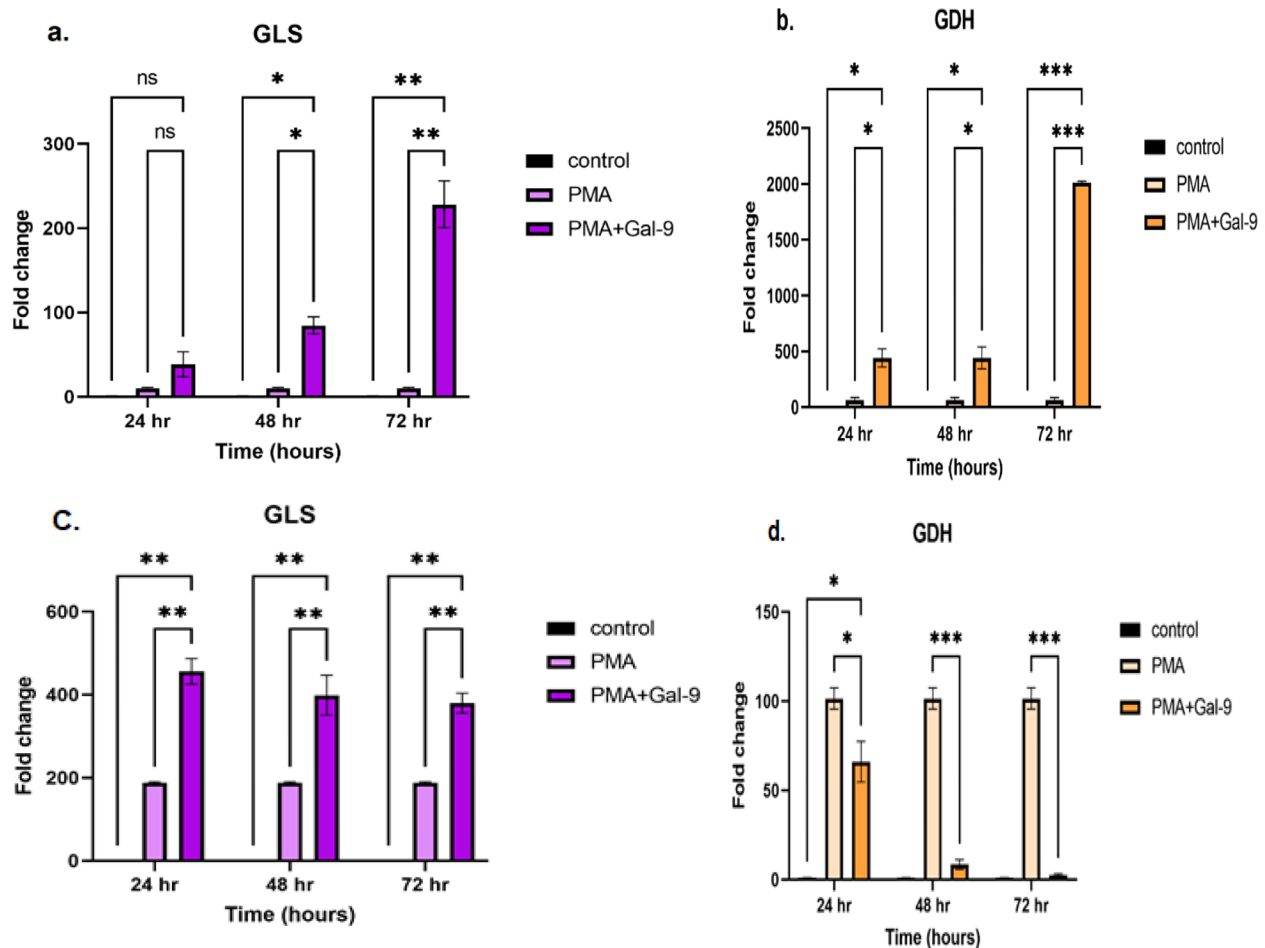 a.
GLS
ns
*
**
ns
*
**
300
200
100
0
Fold change
24 hr
48 hr
72 hr
Time (hours)
control
PMA
PMA+Gal-9
b.
GDH
*
*
***
*
*
***
2500
2000
1500
1000
500
0
Fold change
24 hr
48 hr
72 hr
Time (hours)
control
PMA
PMA+Gal-9
C.
GLS
**
**
**
**
**
**
600
400
200
0
Fold change
24 hr
48 hr
72 hr
Time (hours)
control
PMA
PMA+Gal-9
d.
GDH
*
*
***
***
150
100
50
0
Fold change
24 hr
48 hr
72 hr
Time (hours)
control
PMA
PMA+Gal-9